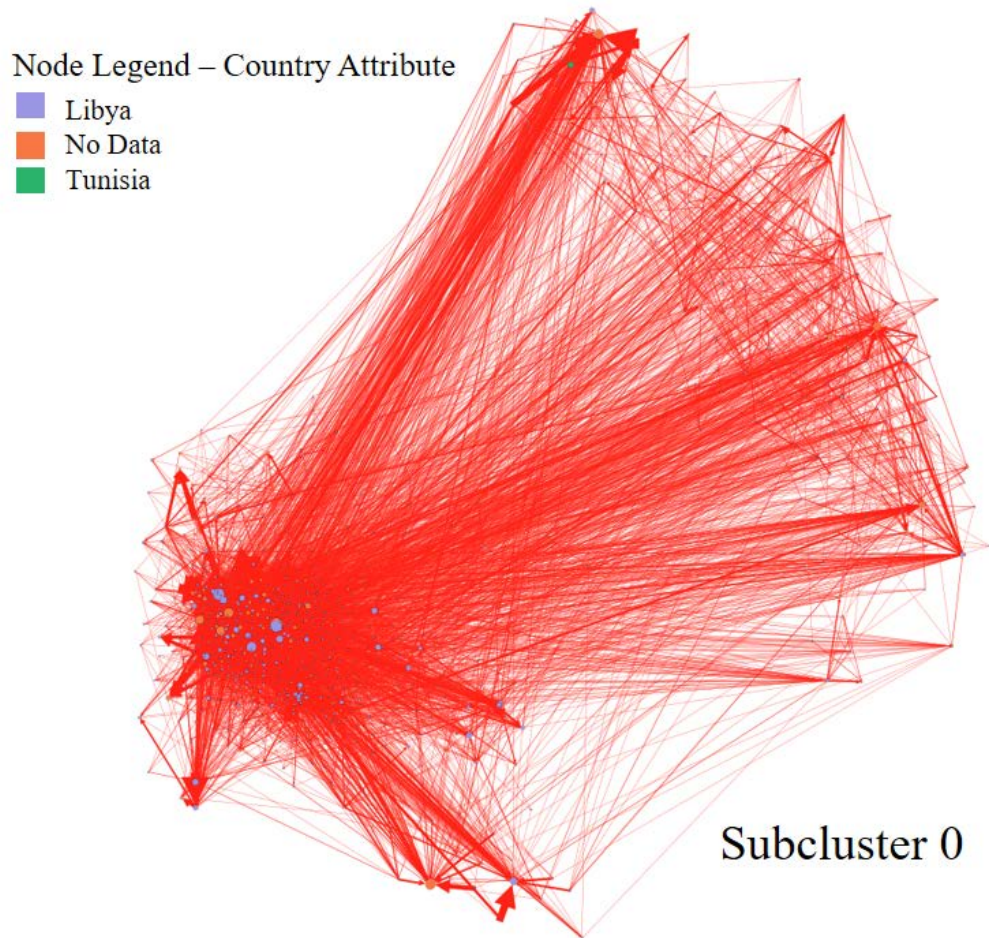 Node Legend – Country Attribute
Libya
No Data
Tunisia
Subcluster 0